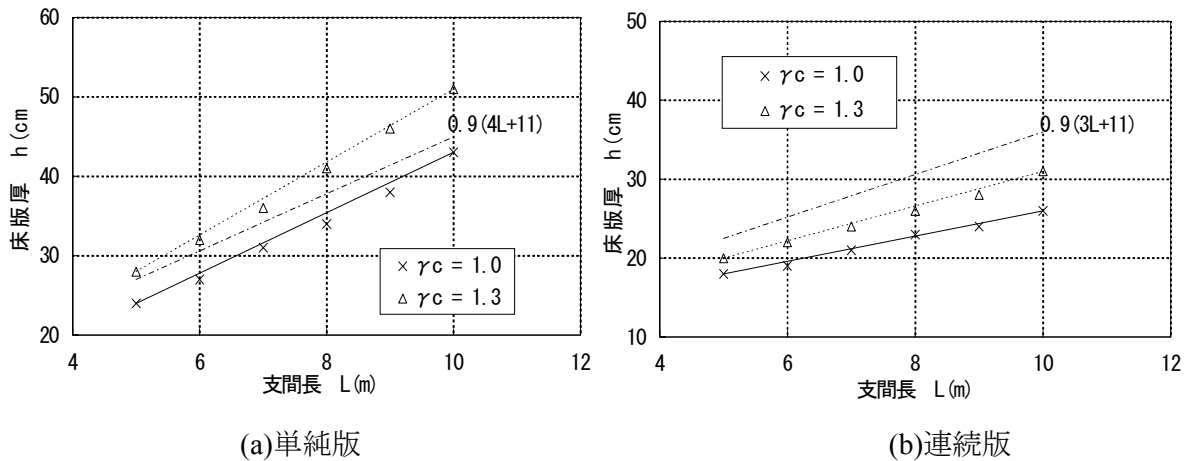 60
50
40
30
20
4
6
8
10
12
床版厚 h(cm
支間長 L(m)
0.9(4L+11)
× γc = 1.0
△ γc = 1.3
(a)単純版
50
40
30
20
10
4
6
8
10
12
床版厚 h(cm
支間長 L(m)
× γc = 1.0
△ γc = 1.3
0.9(3L+11)
(b)連続版